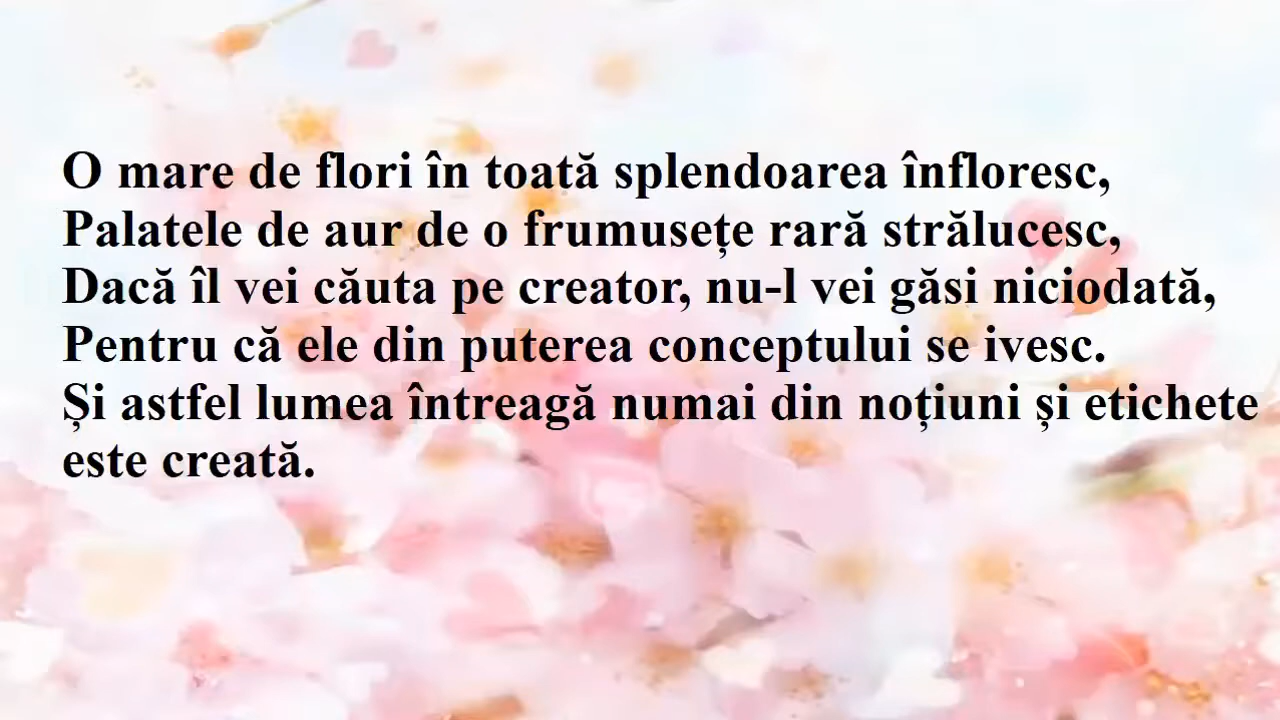 O mare de flori în toată splendoarea înfloresc,
Palatele de aur de o frumusețe rară strălucesc,
Dacă îl vei căuta pe creator, nu-l vei găsi niciodată,
Pentru că ele din puterea conceptului se ivesc.
Și astfel lumea întreagă numai din noțiuni și etichete
este creată.